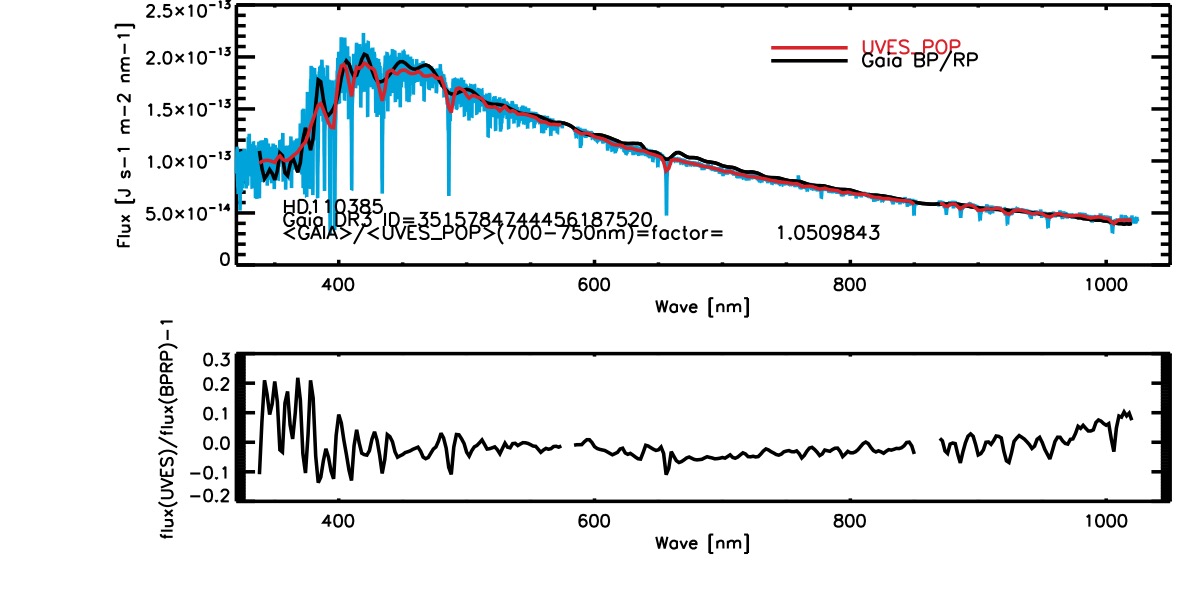 2.5×10−13
2.0×10−13
1.5×10−13
1.0×10−13
5.0×10−14
0
Flux [J s−1 m−2 nm−1]
UVES_POP
Gaia BP/RP
HD110385
Gaia DR3 ID=3515784744456187520
<GAIA>/<UVES_POP>(700−750nm)=factor= 1.0509843
400 600 800 1000
Wave [nm]
flux(UVES)/flux(BPRP)−1
0.3
0.2
0.1
0.0
−0.1
−0.2
400 600 800 1000
Wave [nm]